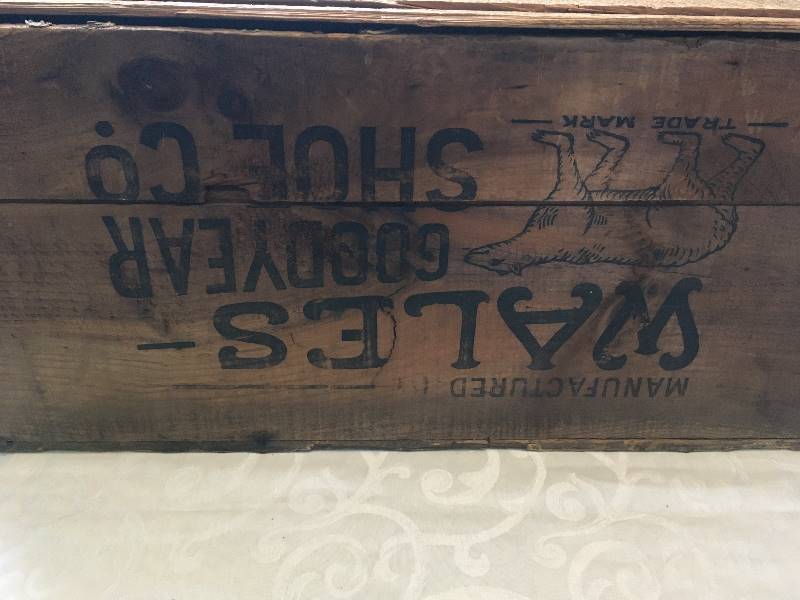 MANUFACTURED
WALES-
GOODYEAR
SHOE CO.
TRADE MARK